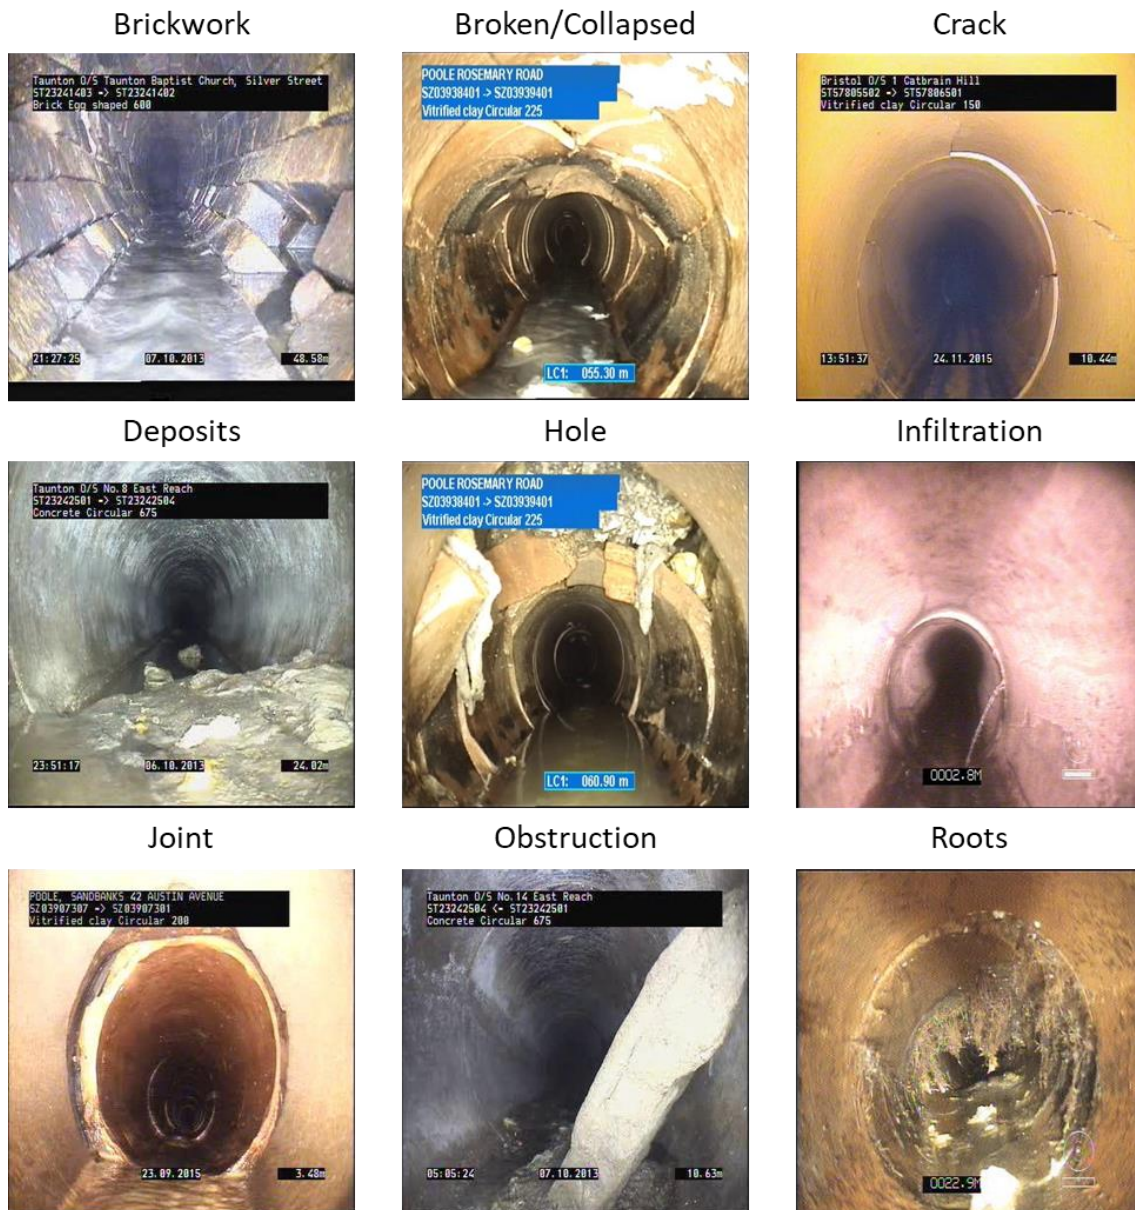 Brickwork
Broken/Collapsed
Crack
Taunton O/S Taunton Baptist Church, Silver Street
ST23241403 -> ST23241402
Brick Egg shaped 600
21:27:25 07.10.2013 48.58m
POOLE ROSEMARY ROAD
SZ03938401 -> SZ03939401
Vitrified clay Circular 225
LC1: 055.30 m
Bristol O/S 1 Catbrain Hill
ST57805502 -> ST57806501
Vitrified clay Circular 150
13:51:37 24.11.2015 10.44m
Deposits
Hole
Infiltration
Taunton O/S No.8 East Reach
ST23242501 -> ST23242504
Concrete Circular 675
23:51:17 06.10.2013 24.02m
POOLE ROSEMARY ROAD
SZ03938401 -> SZ03939401
Vitrified clay Circular 225
LC1: 060.90 m
0002.8M
Joint
Obstruction
Roots
POOLE, SANDBANKS 42 AUSTIN AVENUE
SZ03907307 -> SZ03907301
Vitrified clay Circular 200
23.09.2015 3.48m
Taunton O/S No.14 East Reach
ST23242504 <- ST23242501
Concrete Circular 675
05:05:24 07.10.2013 10.63m
0022.9M